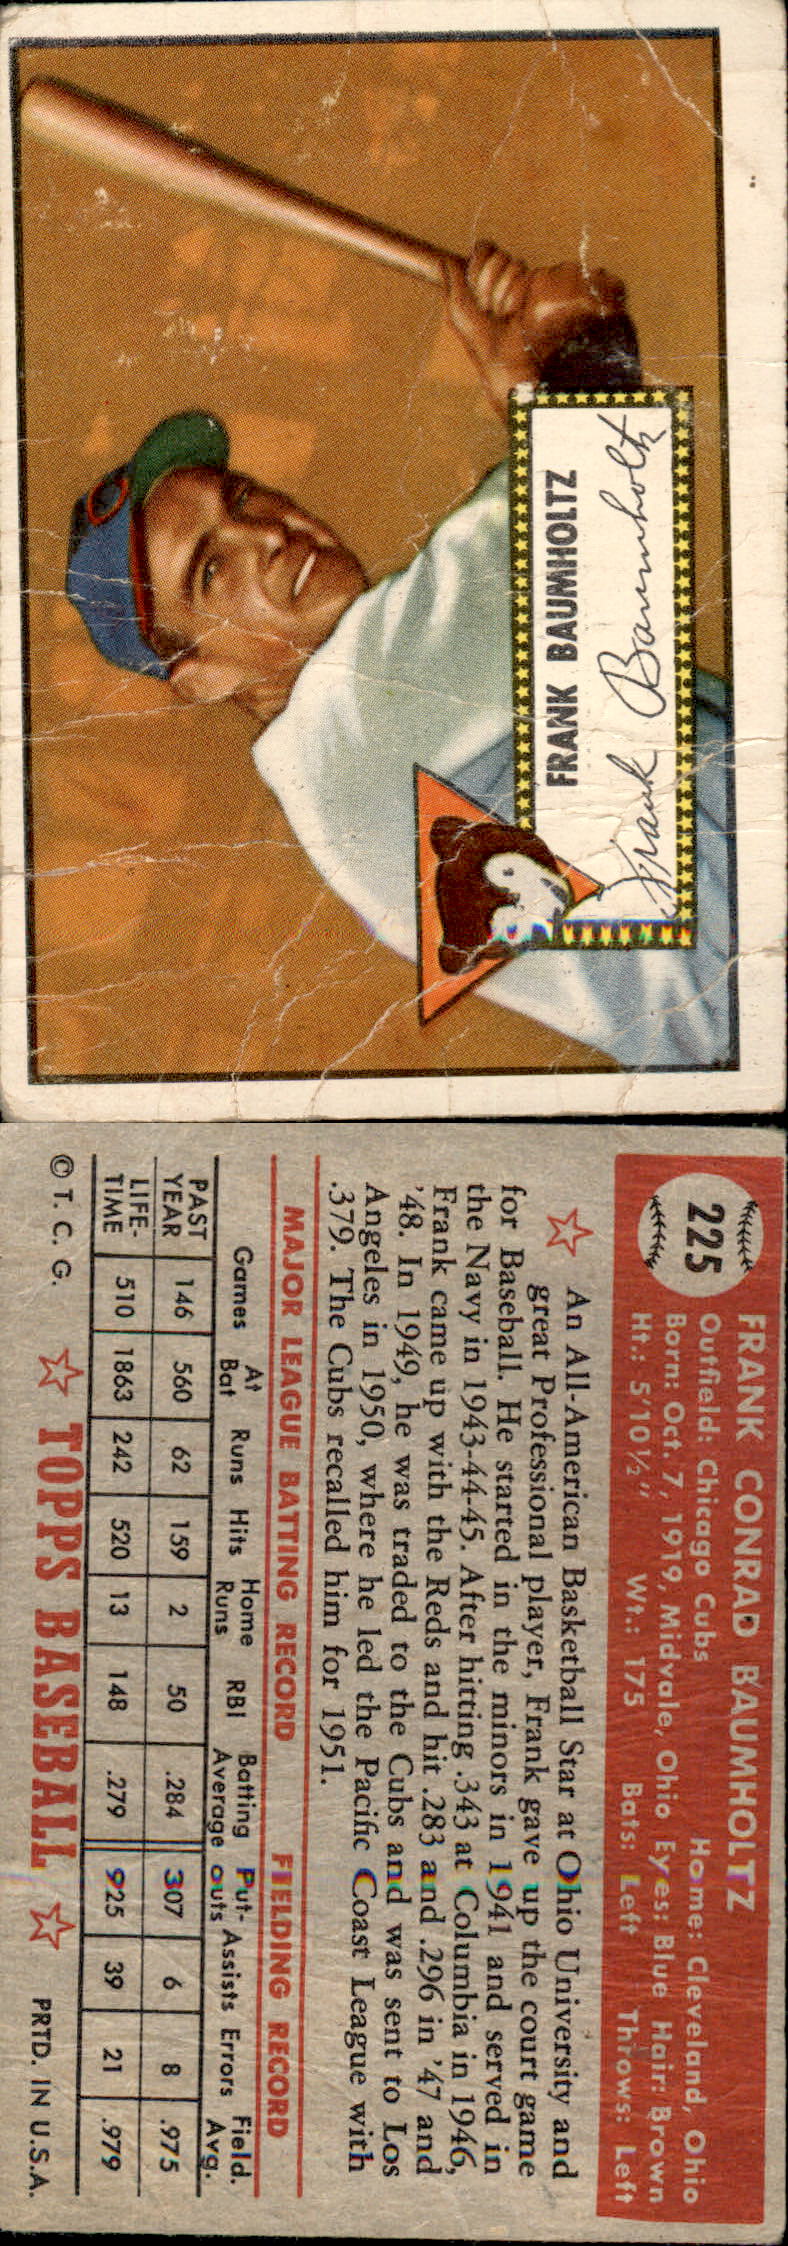 FRANK BAUMHOLTZ
Frank Baumholtz
C
225
FRANK CONRAD BAUMHOLTZ
Outfield: Chicago Cubs Home: Cleveland, Ohio
Born: Oct. 7, 1919, Midvale, Ohio Eyes: Blue Hair: Brown
Ht.: 5'10½" Wt.: 175 Bats: Left Throws: Left
An All-American Basketball Star at Ohio University and
great Professional player, Frank gave up the court game
for Baseball. He started in the minors in 1941 and served in
the Navy in 1943-44-45. After hitting .343 at Columbia in 1946,
Frank came up with the Reds and hit .283 and .296 in '47 and
'48. In 1949, he was traded to the Cubs and was sent to Los
Angeles in 1950, where he led the Pacific Coast League with
.379. The Cubs recalled him for 1951.
MAJOR LEAGUE BATTING RECORD FIELDING RECORD
Games At Bat Runs Hits Home Runs RBI Batting Average Put-outs Assists Errors Field. Avg.
PAST YEAR 146 560 62 159 2 50 .284 307 6 8 .975
LIFE-TIME 510 1863 242 520 13 148 .279 925 39 21 .979
© T. C. G. TOPPS BASEBALL PRTD. IN U.S.A.